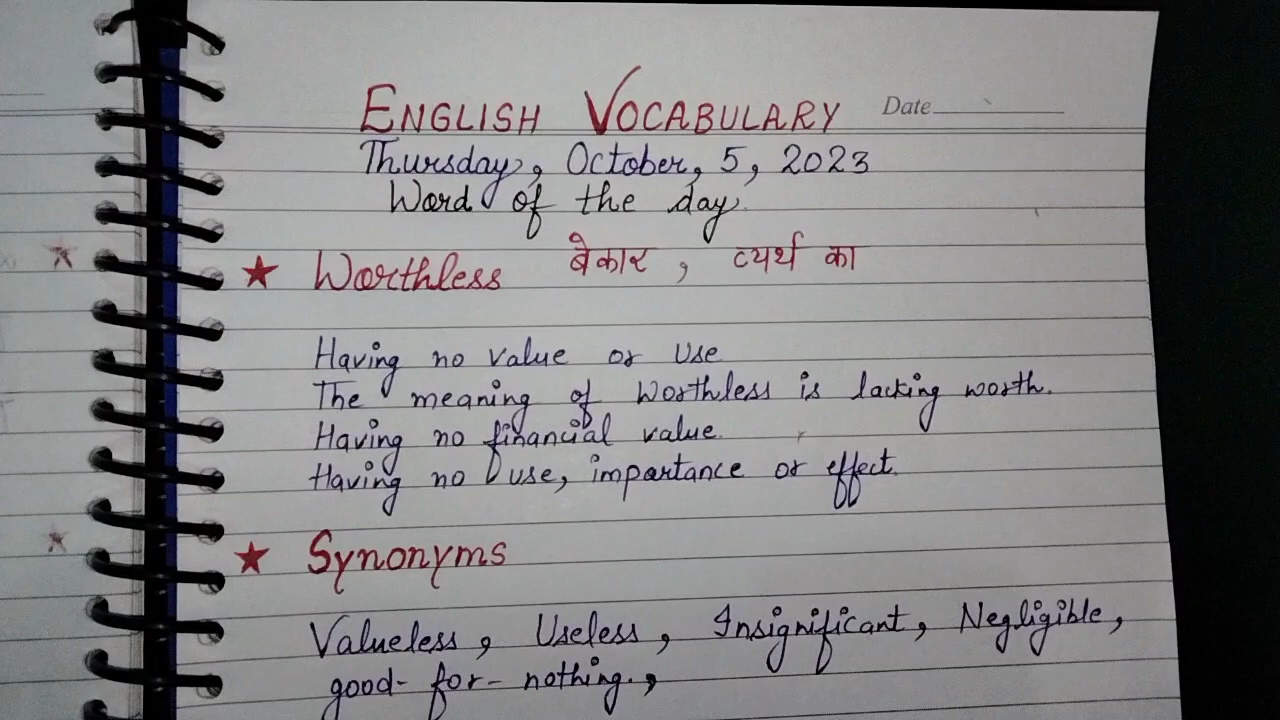 ENGLISH VOCABULARY Date
Thursday, October, 5, 2023
Word of the day.
Worthless बेकार, व्यर्थ का
Having no value or use
The meaning of worthless is lacking worth.
Having no financial value.
Having no use, importance or effect.
Synonyms
Valueless, Useless, Insignificant, Negligible,
good-for-nothing.,